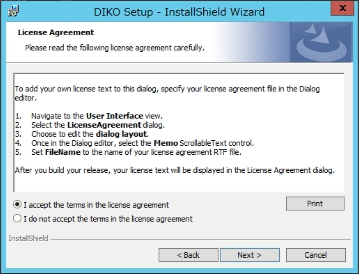 DIKO Setup - InstallShield Wizard
X
License Agreement
Please read the following license agreement carefully.
To add your own license text to this dialog, specify your license agreement file in the Dialog
editor.
1. Navigate to the User Interface view.
2. Select the LicenseAgreement dialog.
3. Choose to edit the dialog layout.
4. Once in the Dialog editor, select the Memo ScrollableText control.
5. Set FileName to the name of your license agreement RTF file.
After you build your release, your license text will be displayed in the License Agreement dialog.
I accept the terms in the license agreement
Print
I do not accept the terms in the license agreement
InstallShield
< Back
Next >
Cancel